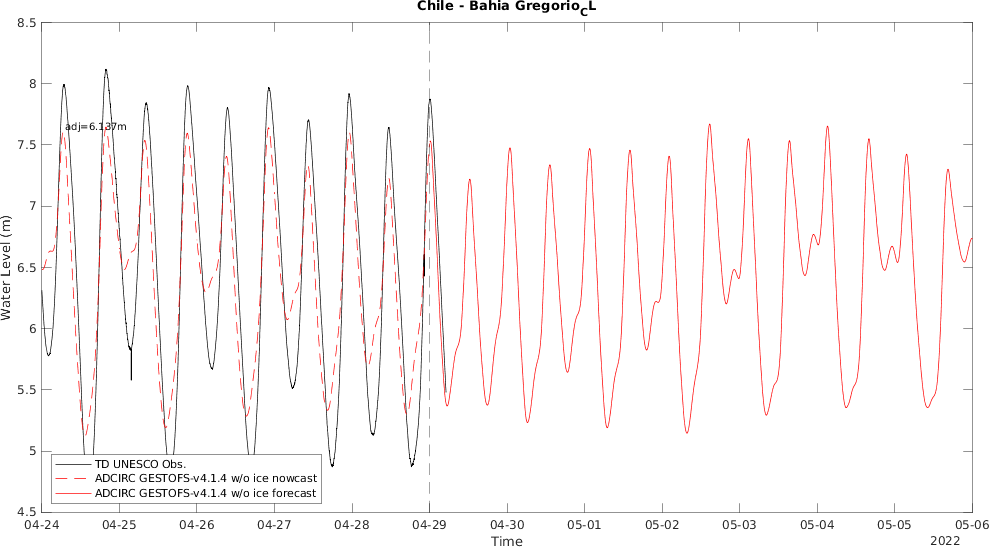 Chile - Bahia Gregorio_CL
8.5
8
7.5
7
6.5
6
5.5
5
4.5
Water Level (m)
adj=6.137m
TD UNESCO Obs.
ADCIRC GESTOFS-v4.1.4 w/o ice nowcast
ADCIRC GESTOFS-v4.1.4 w/o ice forecast
04-24 04-25 04-26 04-27 04-28 04-29 04-30 05-01 05-02 05-03 05-04 05-05 05-06
Time
2022